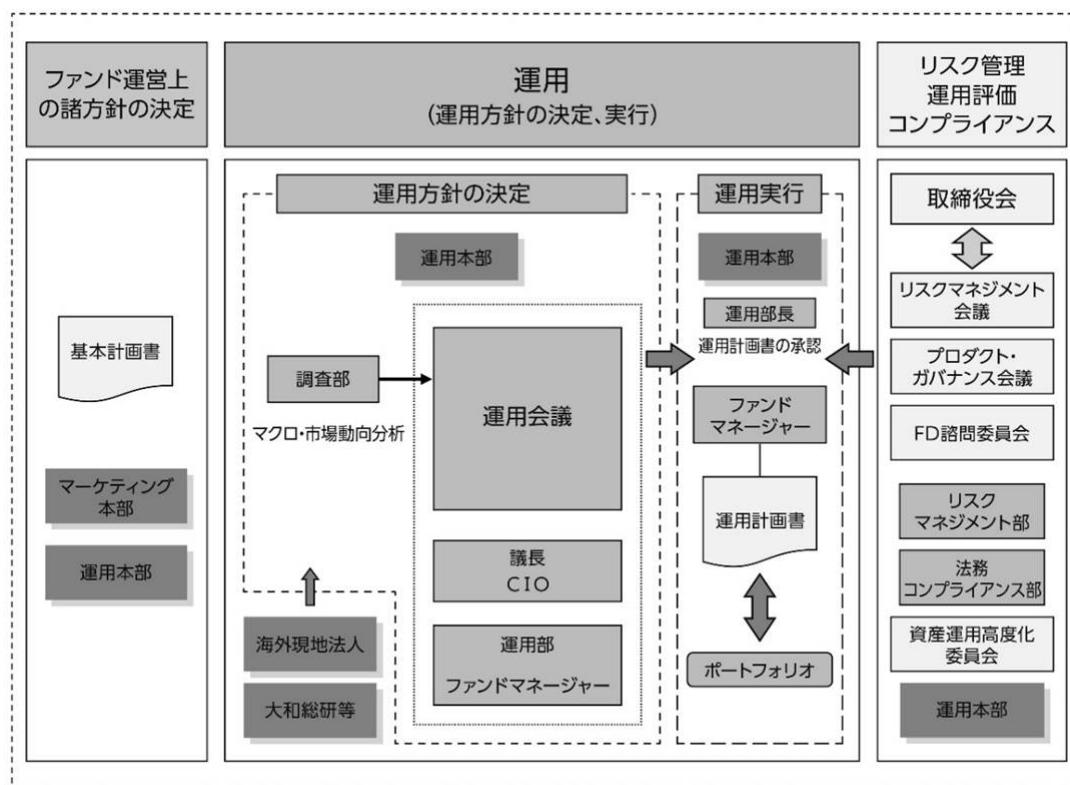 ファンド運営上
の諸方針の決定
運用
(運用方針の決定、実行)
リスク管理
運用評価
コンプライアンス
基本計画書
マーケティング
本部
運用本部
運用方針の決定
運用本部
調査部
マクロ・市場動向分析
運用会議
議長
CIO
運用部
ファンドマネージャー
海外現地法人
大和総研等
運用実行
運用本部
運用部長
運用計画書の承認
ファンド
マネージャー
運用計画書
ポートフォリオ
取締役会
リスクマネジメント
会議
プロダクト・
ガバナンス会議
FD諮問委員会
リスク
マネジメント部
法務
コンプライアンス部
資産運用高度化
委員会
運用本部